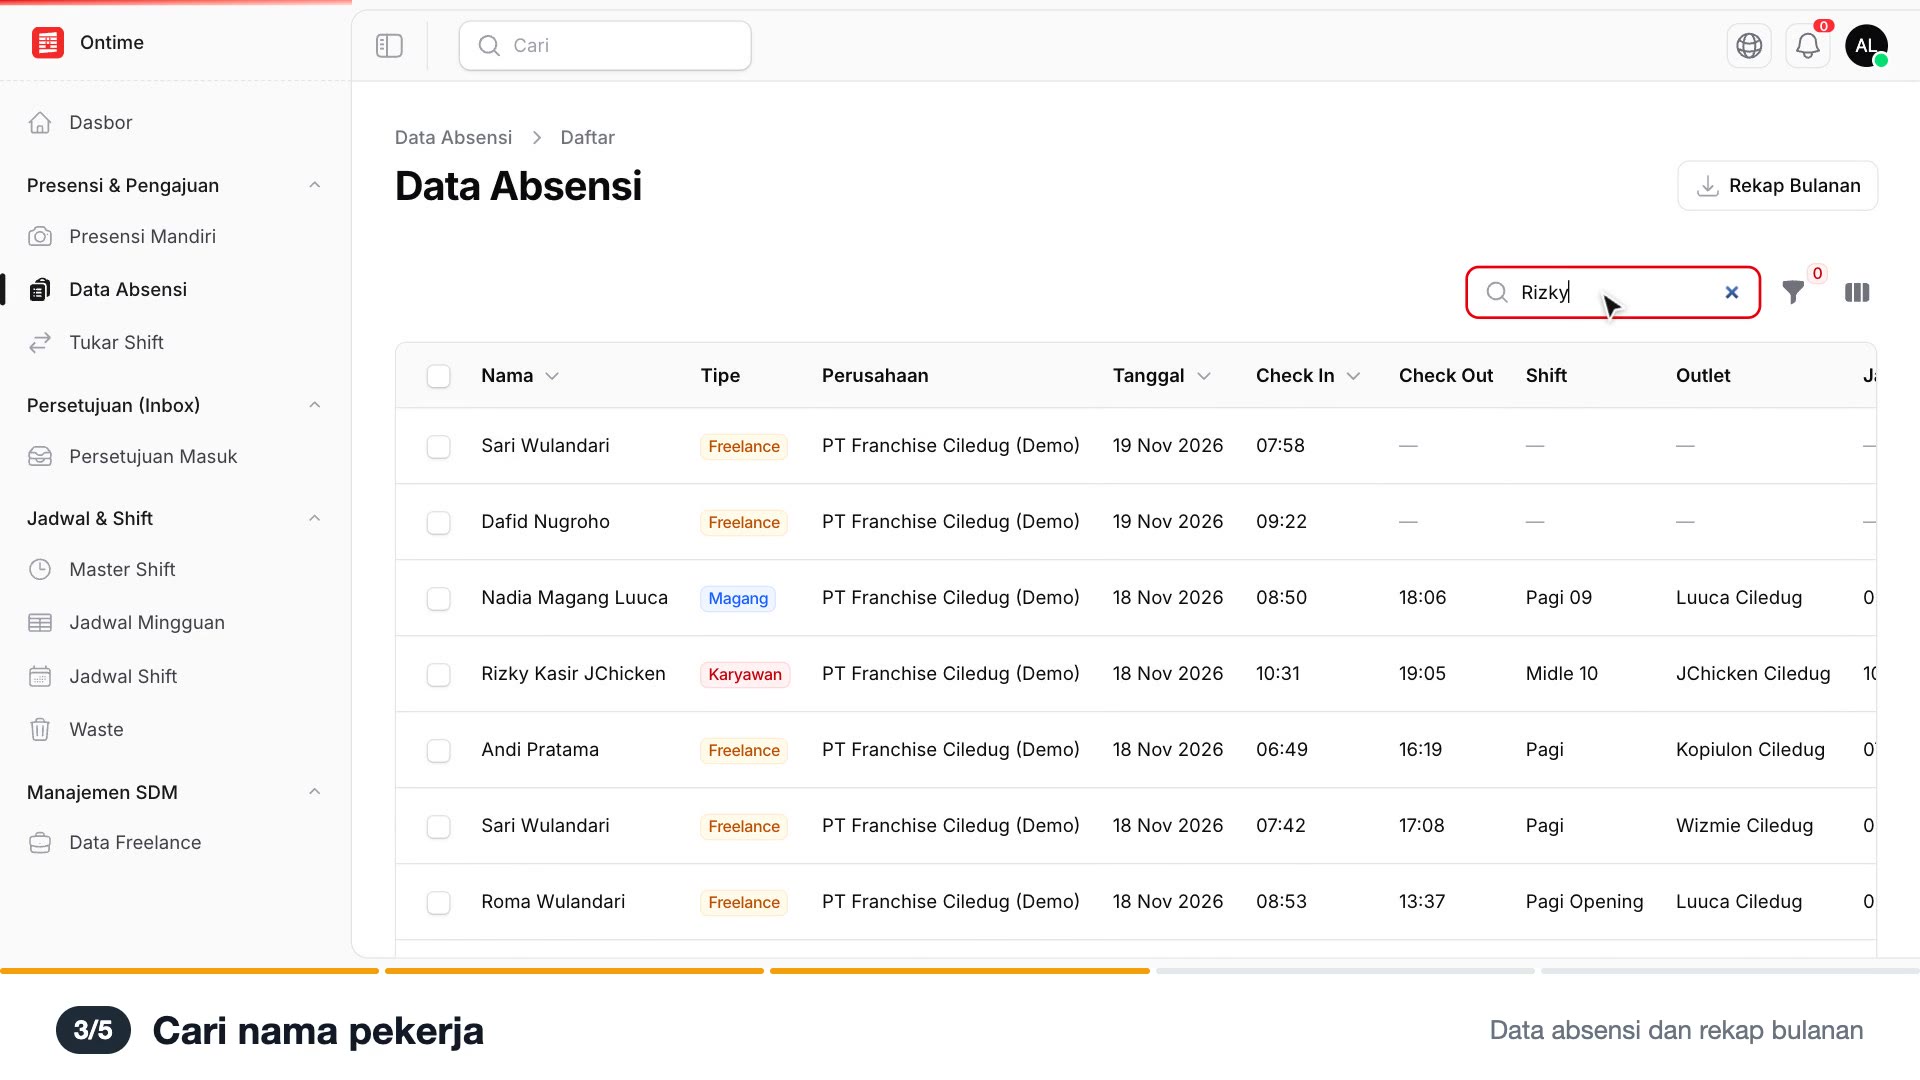 Ontime
Cari
0
AL
Dasbor
Presensi & Pengajuan
Presensi Mandiri
Data Absensi
Tukar Shift
Persetujuan (Inbox)
Persetujuan Masuk
Jadwal & Shift
Master Shift
Jadwal Mingguan
Jadwal Shift
Waste
Manajemen SDM
Data Freelance
Data Absensi > Daftar
Data Absensi
Rekap Bulanan
Rizky
0
Nama Tipe Perusahaan Tanggal Check In Check Out Shift Outlet
Sari Wulandari Freelance PT Franchise Ciledug (Demo) 19 Nov 2026 07:58 — — — —
Dafid Nugroho Freelance PT Franchise Ciledug (Demo) 19 Nov 2026 09:22 — — — —
Nadia Magang Luuca Magang PT Franchise Ciledug (Demo) 18 Nov 2026 08:50 18:06 Pagi 09 Luuca Ciledug 0
Rizky Kasir JChicken Karyawan PT Franchise Ciledug (Demo) 18 Nov 2026 10:31 19:05 Midle 10 JChicken Ciledug 10
Andi Pratama Freelance PT Franchise Ciledug (Demo) 18 Nov 2026 06:49 16:19 Pagi Kopiulon Ciledug 0
Sari Wulandari Freelance PT Franchise Ciledug (Demo) 18 Nov 2026 07:42 17:08 Pagi Wizmie Ciledug 0
Roma Wulandari Freelance PT Franchise Ciledug (Demo) 18 Nov 2026 08:53 13:37 Pagi Opening Luuca Ciledug 0
3/5 Cari nama pekerja
Data absensi dan rekap bulanan